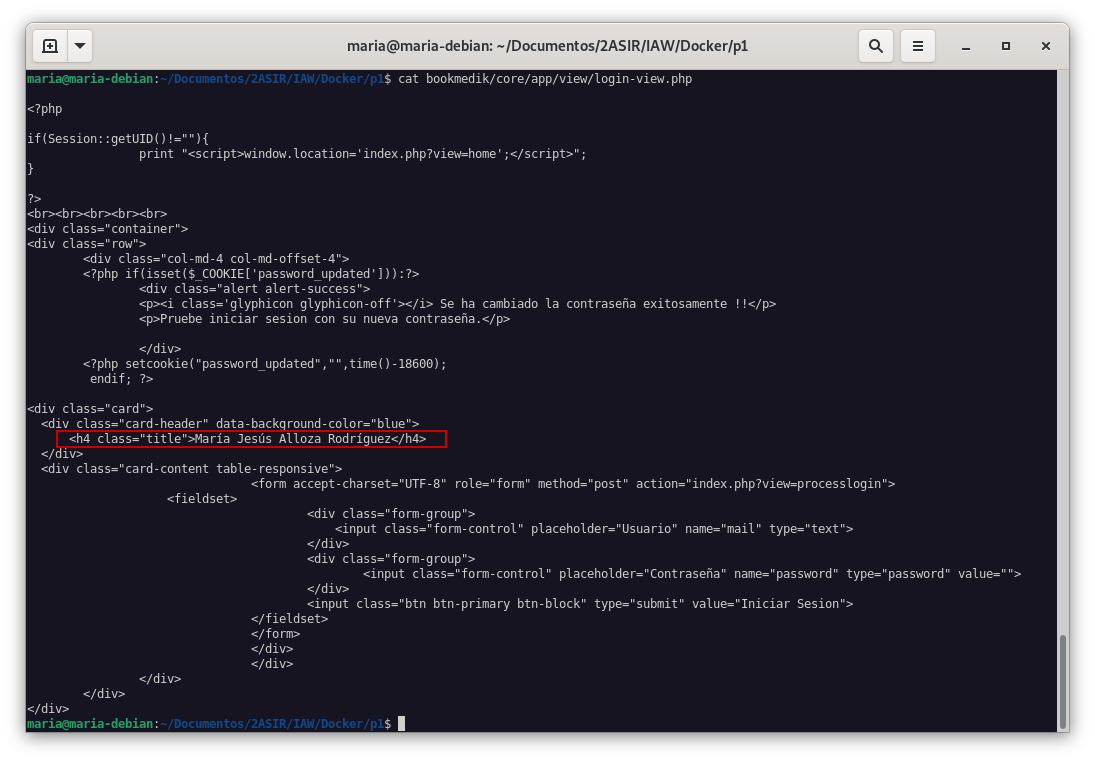 maria@maria-debian: ~/Documentos/2ASIR/IAW/Docker/p1
maria@maria-debian:~/Documentos/2ASIR/IAW/Docker/p1$ cat bookmedik/core/app/view/login-view.php
<?php
if(Session::getUID()!=""){
print "<script>window.location='index.php?view=home';</script>";
}
?>
<br><br><br><br><br>
<div class="container">
<div class="row">
<div class="col-md-4 col-md-offset-4">
<?php if(isset($_COOKIE['password_updated'])):?>
<div class="alert alert-success">
<p><i class='glyphicon glyphicon-off'></i> Se ha cambiado la contraseña exitosamente !!</p>
<p>Pruebe iniciar sesion con su nueva contraseña.</p>
</div>
<?php setcookie("password_updated","",time()-18600);
endif; ?>
<div class="card">
<div class="card-header" data-background-color="blue">
<h4 class="title">María Jesús Alloza Rodríguez</h4>
</div>
<div class="card-content table-responsive">
<form accept-charset="UTF-8" role="form" method="post" action="index.php?view=processlogin">
<fieldset>
<div class="form-group">
<input class="form-control" placeholder="Usuario" name="mail" type="text">
</div>
<div class="form-group">
<input class="form-control" placeholder="Contraseña" name="password" type="password" value="">
</div>
<input class="btn btn-primary btn-block" type="submit" value="Iniciar Sesion">
</fieldset>
</form>
</div>
</div>
</div>
</div>
</div>
maria@maria-debian:~/Documentos/2ASIR/IAW/Docker/p1$